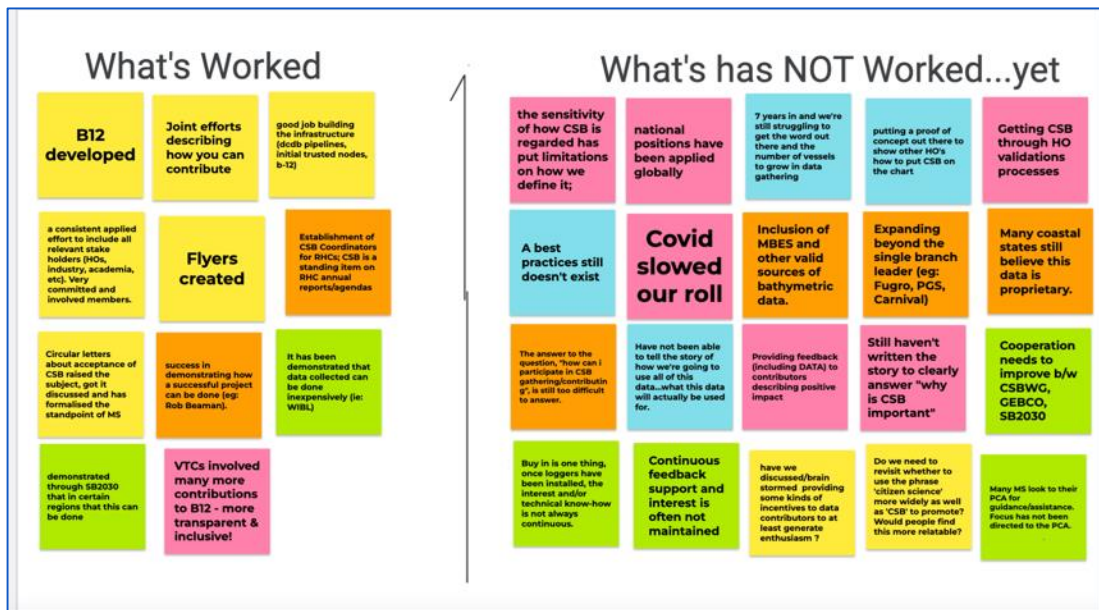 What's Worked
B12
developed
Joint efforts
describing
how you can
contribute
good job building
the infrastructure
(dcdb pipelines,
initial trusted nodes,
b-12)
a consistent applied
effort to include all
relevant stake
holders (HOs,
industry, academia,
etc). Very
committed and
involved members.
Flyers
created
Establishment of
CSB Coordinators
for RHCs; CSB is a
standing item on
RHC annual
reports/agendas
Circular letters
about acceptance of
CSB raised the
subject, got it
discussed and has
formalised the
standpoint of MS
success in
demonstrating how
a successful project
can be done (eg:
Rob Beaman).
It has been
demonstrated that
data collected can be
done
inexpensively (ie:
WIBL)
demonstrated
through SB2030
that in certain
regions that this can
be done
VTCs involved
many more
contributions
to B12 - more
transparent &
inclusive!
What's has NOT Worked...yet
the sensitivity
of how CSB is
regarded has
put limitations
on how we
define it;
national
positions have
been applied
globally
7 years in and we're
still struggling to
get the word out
there and the
number of vessels
to grow in data
gathering
putting a proof of
concept out there to
show other HO's
how to put CSB on
the chart
Getting CSB
through HO
validations
processes
A best
practices still
doesn't exist
Covid
slowed
our roll
Inclusion of
MBES and
other valid
sources of
bathymetric
data.
Expanding
beyond the
single branch
leader (eg:
Fugro, PGS,
Carnival)
Many coastal
states still
believe this
data is
proprietary.
The answer to the
question, "how can i
participate in CSB
gathering/contributin
g", is still too difficult
to answer.
Have not been able
to tell the story of
how we're going to
use all of this
data...what this data
will actually be used
for.
Providing feedback
(including DATA) to
contributors
describing positive
impact
Still haven't
written the
story to clearly
answer "why is
CSB
important"
Cooperation
needs to
improve b/w
CSBWG,
GEBCO,
SB2030
Buy in is one thing,
once loggers have
been installed, the
interest and/or
technical know-how
is not always
continuous.
Continuous
feedback
support and
interest is
often not
maintained
have we
discussed/brain
stormed providing
some kinds of
incentives to data
contributors to at
least generate
enthusiasm ?
Do we need to
revisit whether to
use the phrase
'citizen science'
more widely as well
as 'CSB' to promote?
Would people find
this more relatable?
Many MS look to their
PCA for
guidance/assistance.
Focus has not been
directed to the PCA.